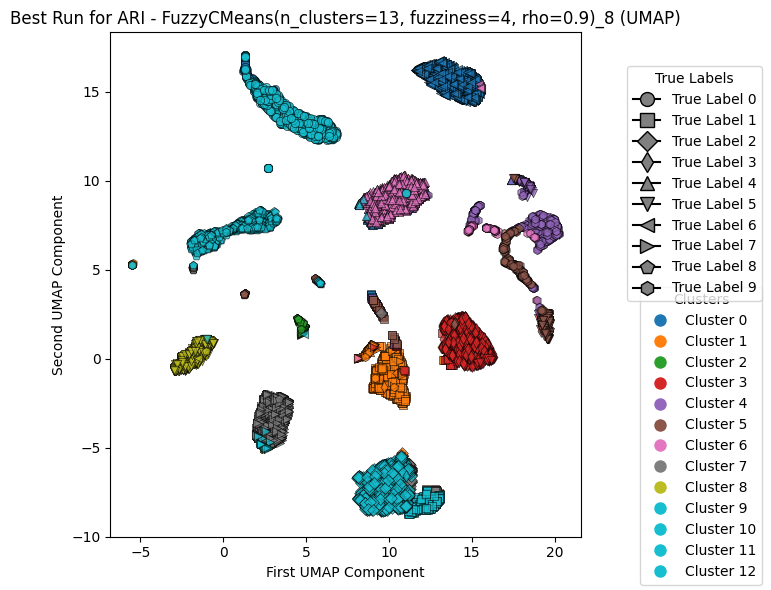 Best Run for ARI - FuzzyCMeans(n_clusters=13, fuzziness=4, rho=0.9)_8 (UMAP)
Second UMAP Component
15
10
5
0
−5
−10
−5
0
5
10
15
20
First UMAP Component
True Labels
True Label 0
True Label 1
True Label 2
True Label 3
True Label 4
True Label 5
True Label 6
True Label 7
True Label 8
True Label 9
Clusters
Cluster 0
Cluster 1
Cluster 2
Cluster 3
Cluster 4
Cluster 5
Cluster 6
Cluster 7
Cluster 8
Cluster 9
Cluster 10
Cluster 11
Cluster 12